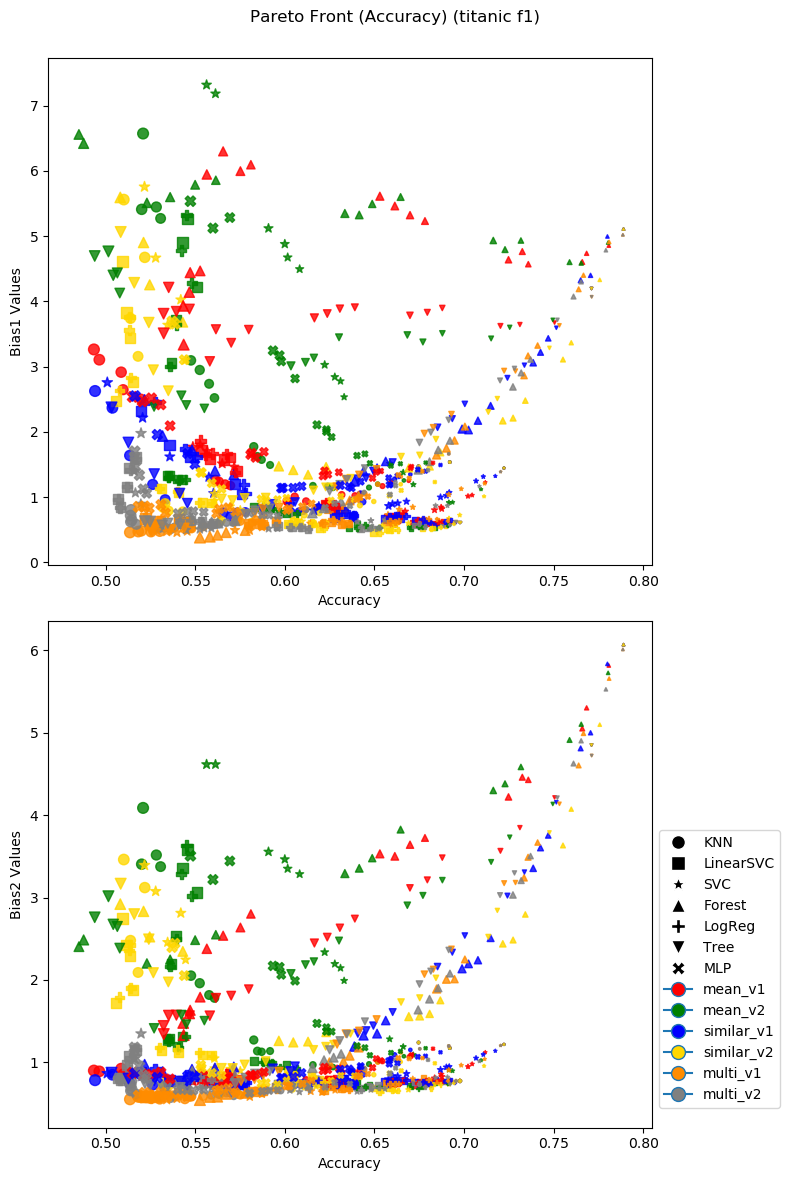 Pareto Front (Accuracy) (titanic f1)
7
6
5
4
3
2
1
0
Bias1 Values
0.50 0.55 0.60 0.65 0.70 0.75 0.80
Accuracy
6
5
4
3
2
1
Bias2 Values
0.50 0.55 0.60 0.65 0.70 0.75 0.80
Accuracy
KNN
LinearSVC
SVC
Forest
LogReg
Tree
MLP
mean_v1
mean_v2
similar_v1
similar_v2
multi_v1
multi_v2